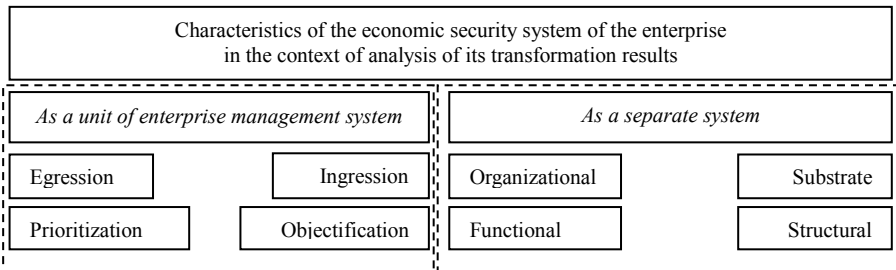 Characteristics of the economic security system of the enterprise
in the context of analysis of its transformation results
As a unit of enterprise management system
As a separate system
Egression
Ingression
Organizational
Substrate
Prioritization
Objectification
Functional
Structural